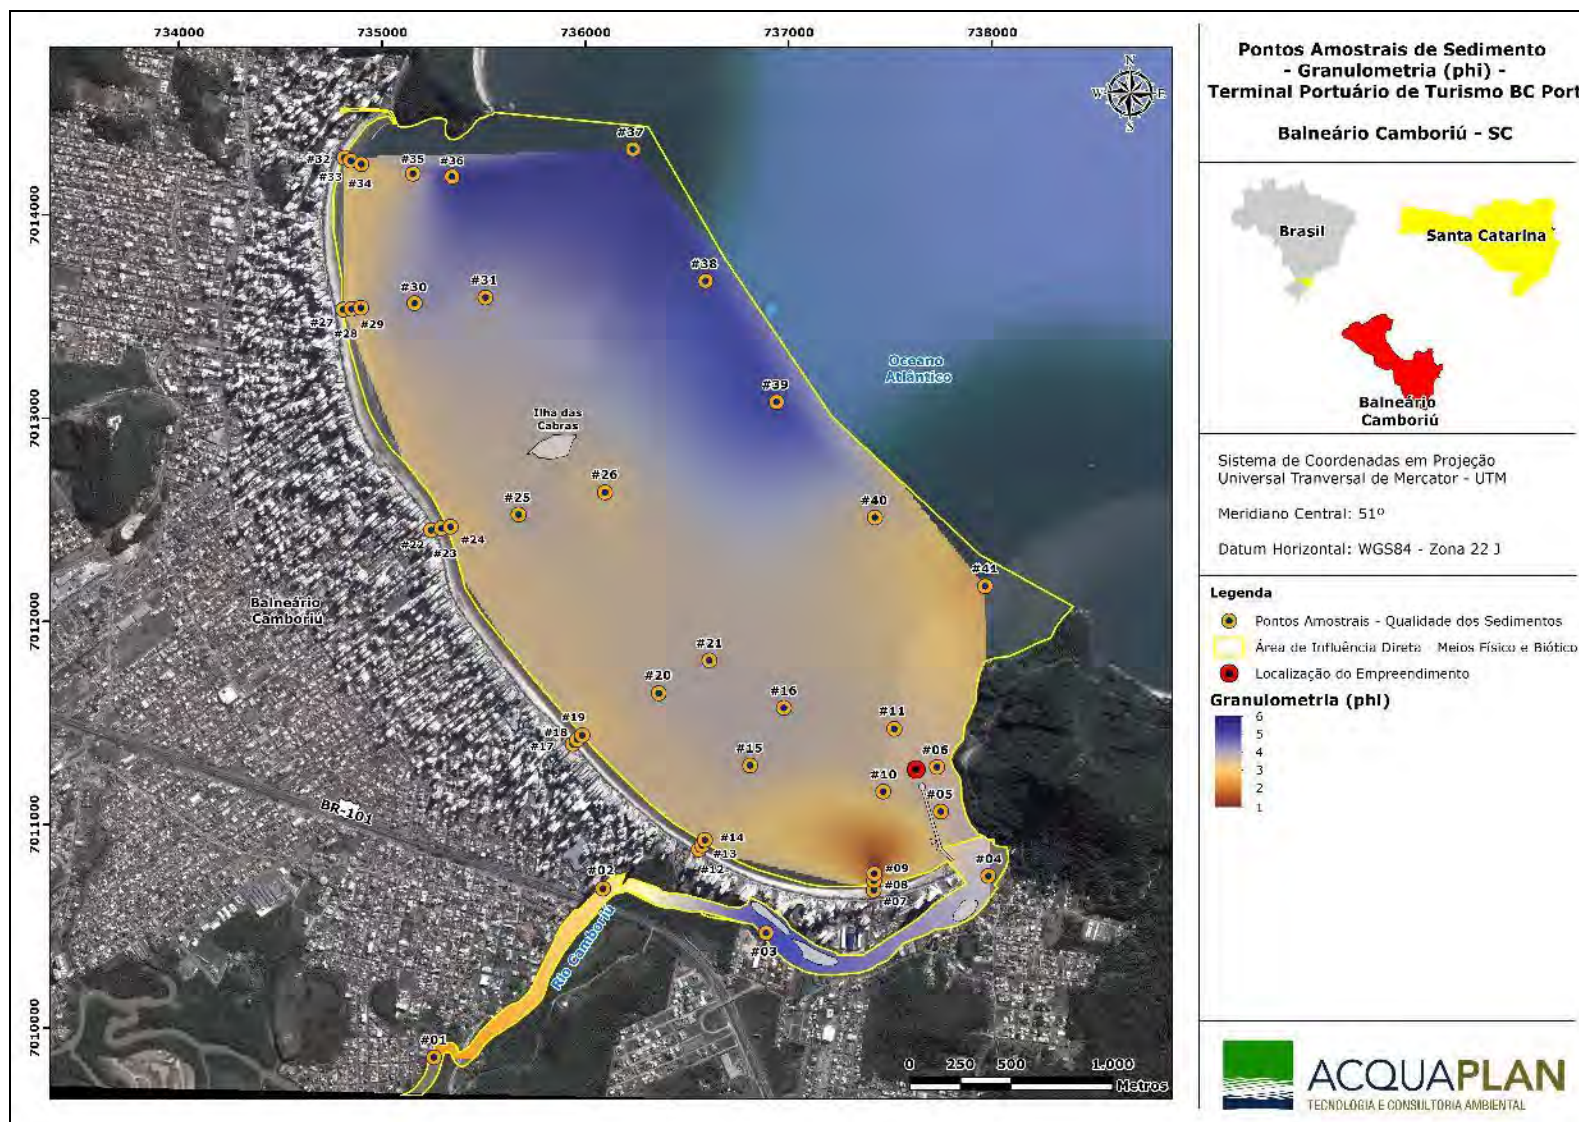 734000
735000
736000
737000
738000
7014000
7013000
7012000
7011000
7010000
N
W
E
S
#37
#32
#33
#34
#35
#36
#38
#30
#31
#27
#28
#29
#39
Oceano
Atlântico
Ilha das
Cabras
#26
#25
#40
#22
#23
#24
#41
Balneário
Camboriú
#21
#20
#16
#11
#19
#18
#17
#15
#06
#10
#05
BR-101
#14
#13
#12
#09
#08
#07
#04
#02
Rio Camboriú
#03
#01
0 250 500 1.000
Metros
Pontos Amostrais de Sedimento
- Granulometria (phi) -
Terminal Portuário de Turismo BC Port
Balneário Camboriú - SC
Brasil
Santa Catarina
Balneário
Camboriú
Sistema de Coordenadas em Projeção
Universal Tranversal de Mercator - UTM
Meridiano Central: 51º
Datum Horizontal: WGS84 - Zona 22 J
Legenda
Pontos Amostrais - Qualidade dos Sedimentos
Área de Influência Direta - Meios Físico e Biótico
Localização do Empreendimento
Granulometria (phi)
6
5
4
3
2
1
ACQUAPLAN
TECNOLOGIA E CONSULTORIA AMBIENTAL